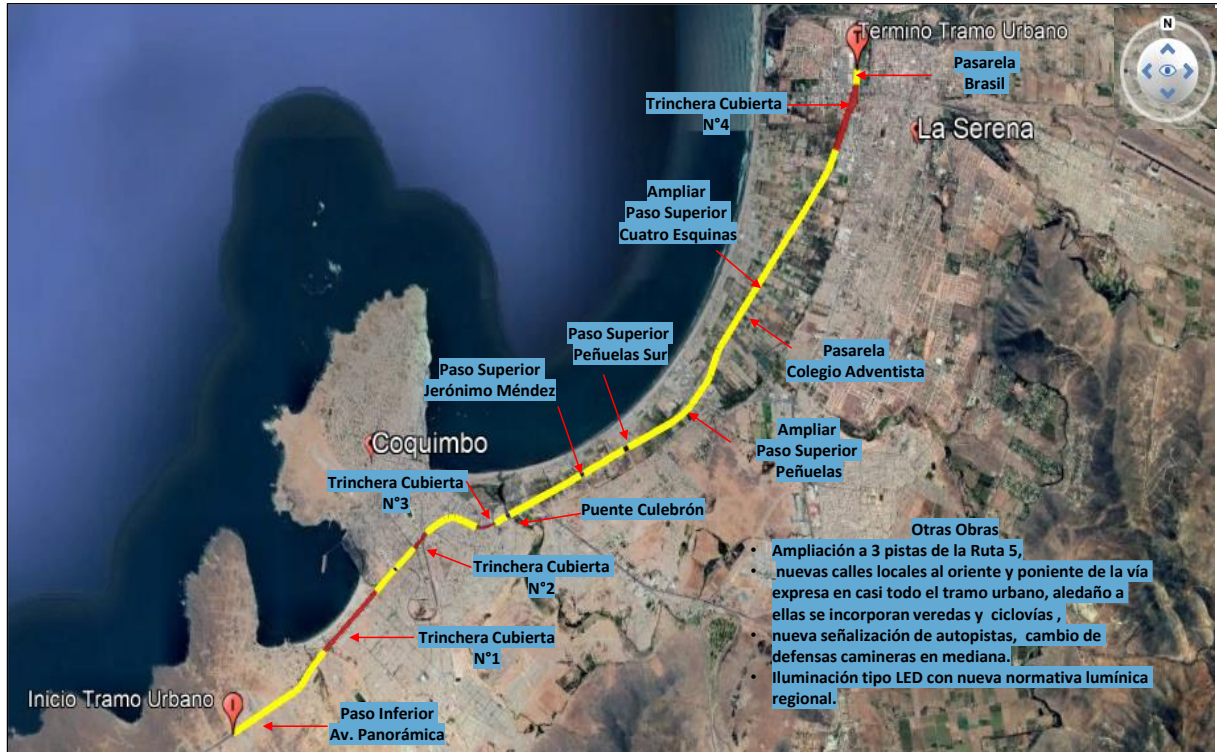 N
Termino Tramo Urbano
T
Pasarela
Brasil
Trinchera Cubierta
N°4
La Serena
Ampliar
Paso Superior
Cuatro Esquinas
Paso Superior
Peñuelas Sur
Pasarela
Colegio Adventista
Paso Superior
Jerónimo Méndez
Ampliar
Paso Superior
Peñuelas
Coquimbo
Trinchera Cubierta
N°3
Puente Culebrón
Trinchera Cubierta
N°2
Trinchera Cubierta
N°1
Inicio Tramo Urbano
I
Paso Inferior
Av. Panorámica
Otras Obras
• Ampliación a 3 pistas de la Ruta 5,
• nuevas calles locales al oriente y poniente de la vía
expresa en casi todo el tramo urbano, aledaño a
ellas se incorporan veredas y ciclovías ,
• nueva señalización de autopistas, cambio de
defensas camineras en mediana.
• Iluminación tipo LED con nueva normativa lumínica
regional.